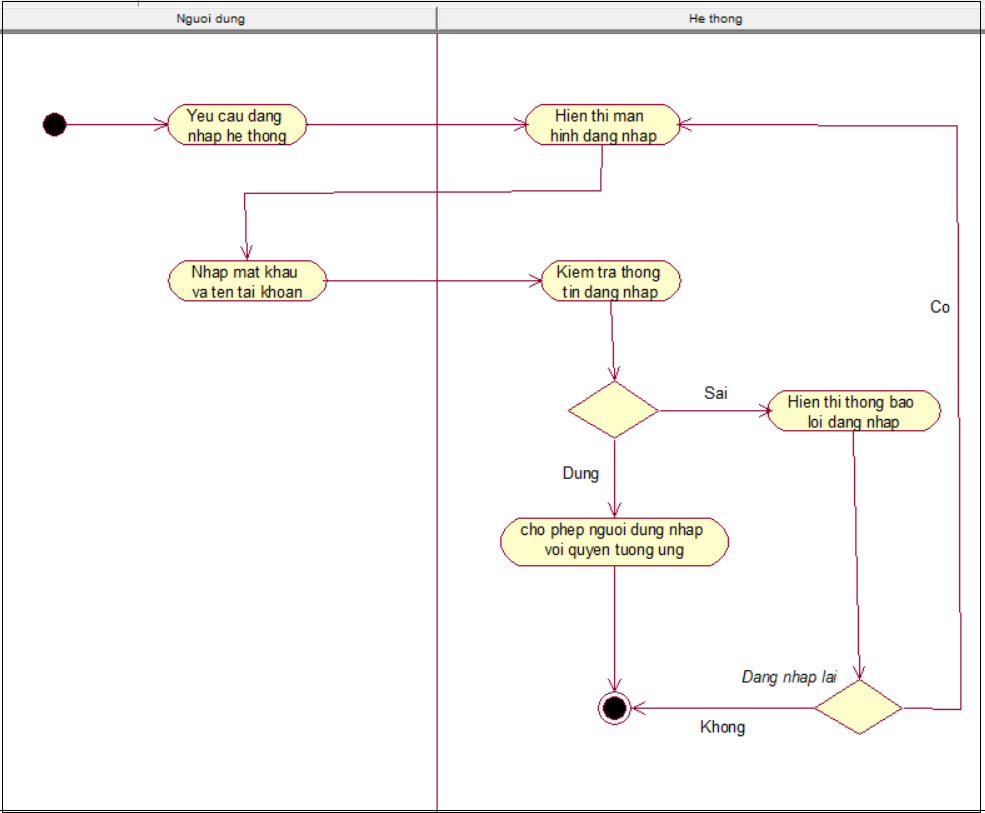 Nguoi dung
He thong
Yeu cau dang
nhap he thong
Hien thi man
hinh dang nhap
Nhap mat khau
va ten tai khoan
Kiem tra thong
tin dang nhap
Co
Sai
Hien thi thong bao
loi dang nhap
Dung
cho phep nguoi dung nhap
voi quyen tuong ung
Dang nhap lai
Khong